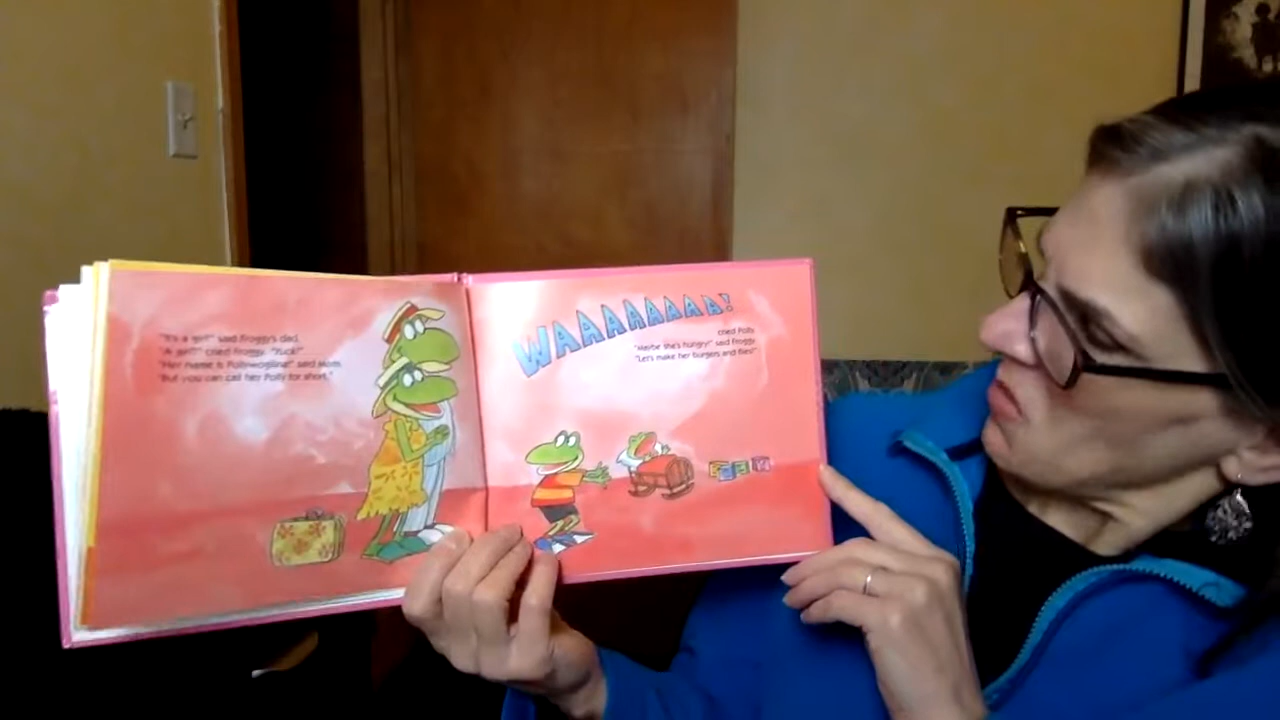 "It's a girl!" said Froggy's dad.
"A girl?" cried Froggy. "Yuck!"
"Her name is Pollywogilina!" said Mom.
"But you can call her Polly for short."
WAAAAAAAA!
cried Polly.
"Maybe she's hungry!" said Froggy.
"Let's make her burgers and flies!"